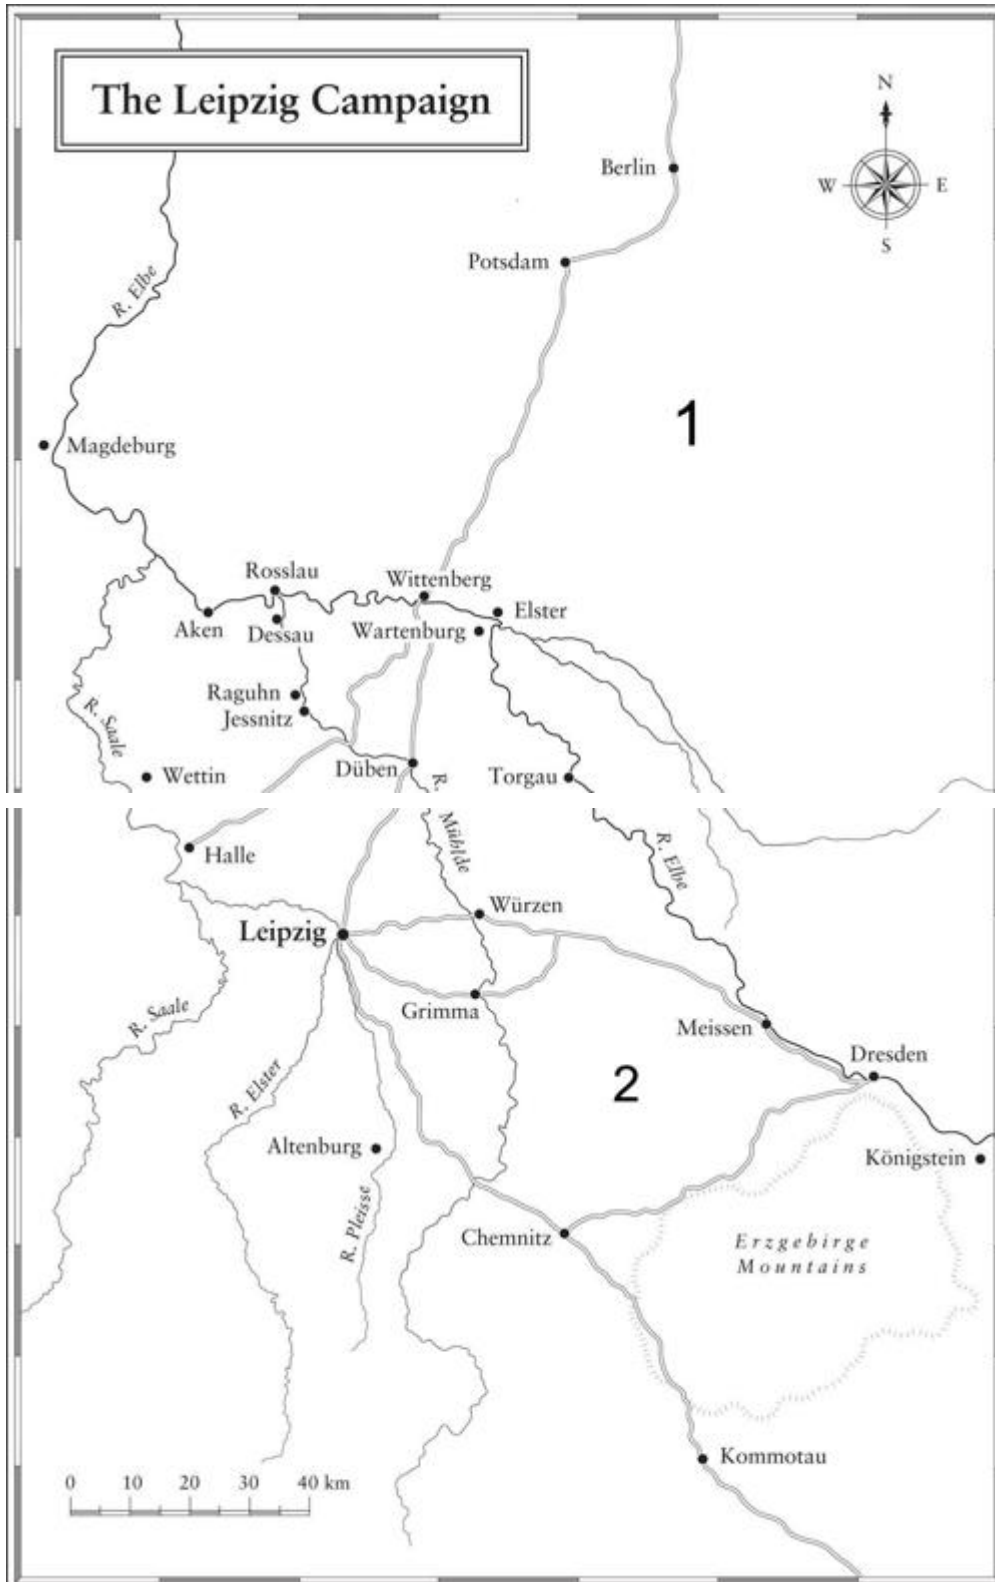 The Leipzig Campaign
N
W
E
S
Berlin
Potsdam
R. Elbe
1
Magdeburg
Rosslau
Wittenberg
Elster
Aken
Dessau
Wartenburg
Raguhn
Jessnitz
R. Saale
Wettin
Düben
R.
Torgau
Mühlde
R. Elbe
Halle
Würzen
Leipzig
Grimma
R. Saale
Meissen
Dresden
2
R. Elster
Altenburg
Königstein
R. Pleisse
Chemnitz
Erzgebirge
Mountains
Kommotau
0 10 20 30 40 km